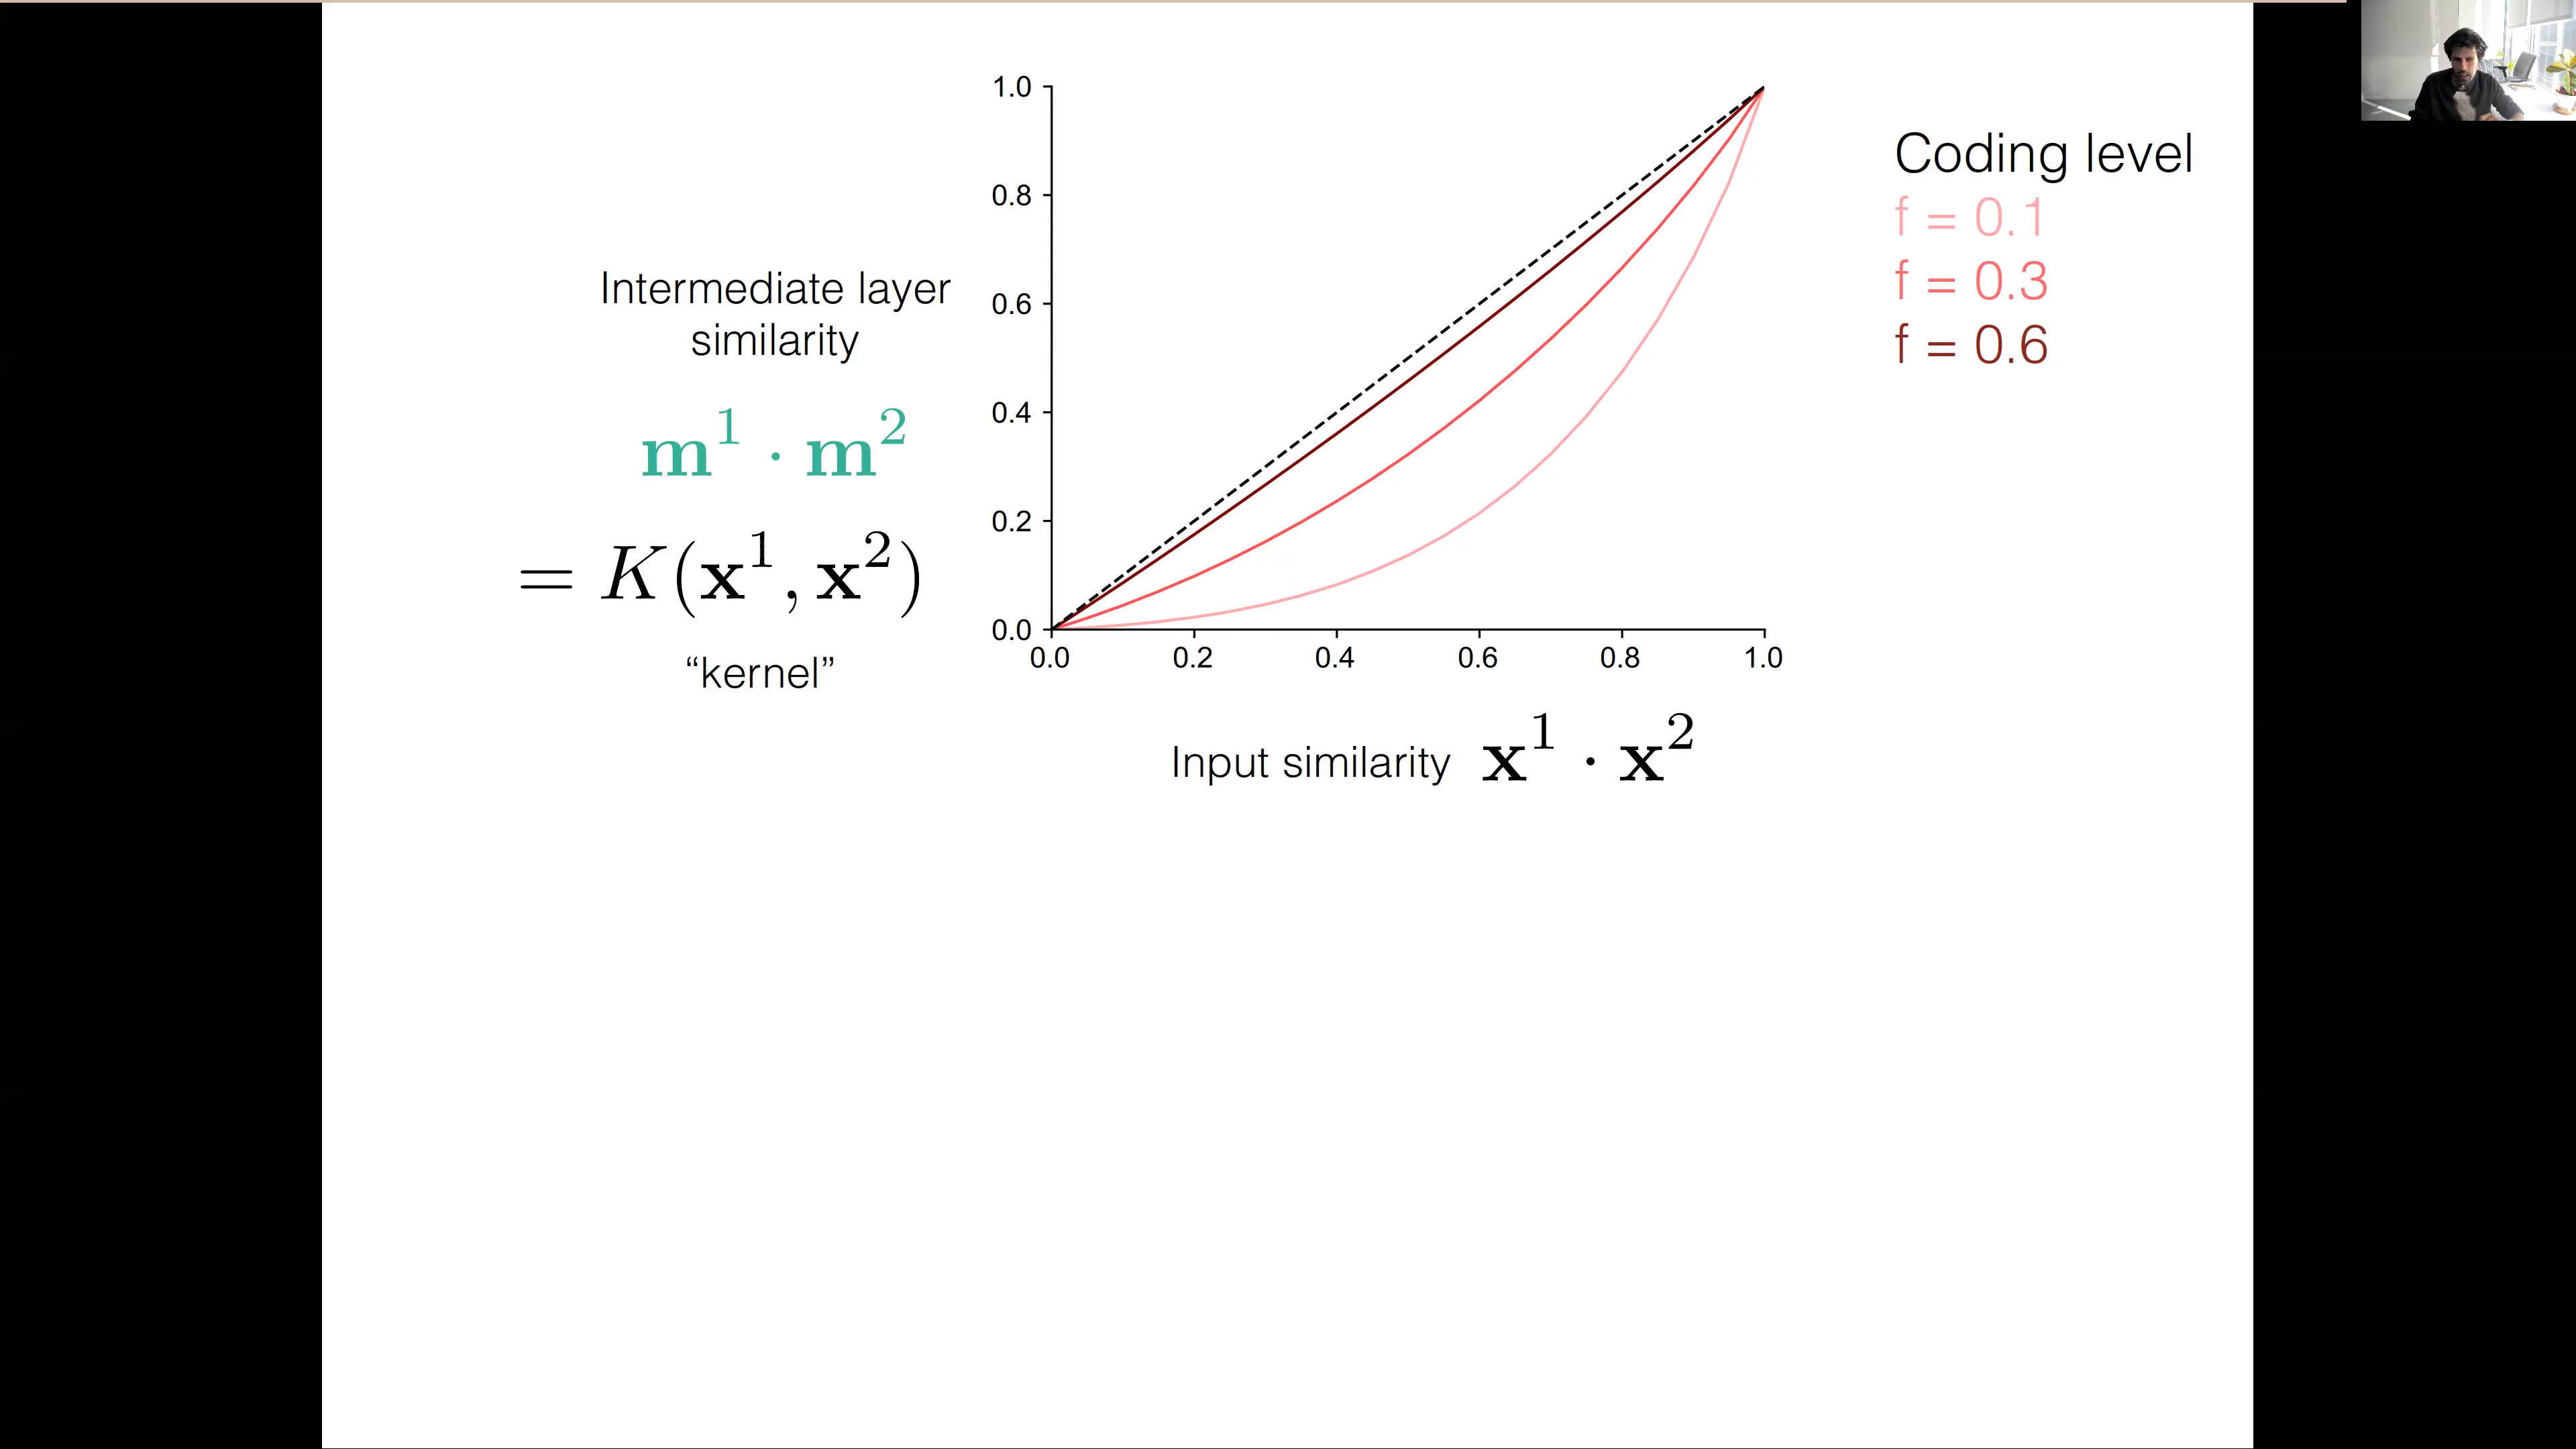 Intermediate layer
similarity
m¹ · m²
= K(x¹, x²)
“kernel”
1.0
0.8
0.6
0.4
0.2
0.0
0.0 0.2 0.4 0.6 0.8 1.0
Input similarity x¹ · x²
Coding level
f = 0.1
f = 0.3
f = 0.6